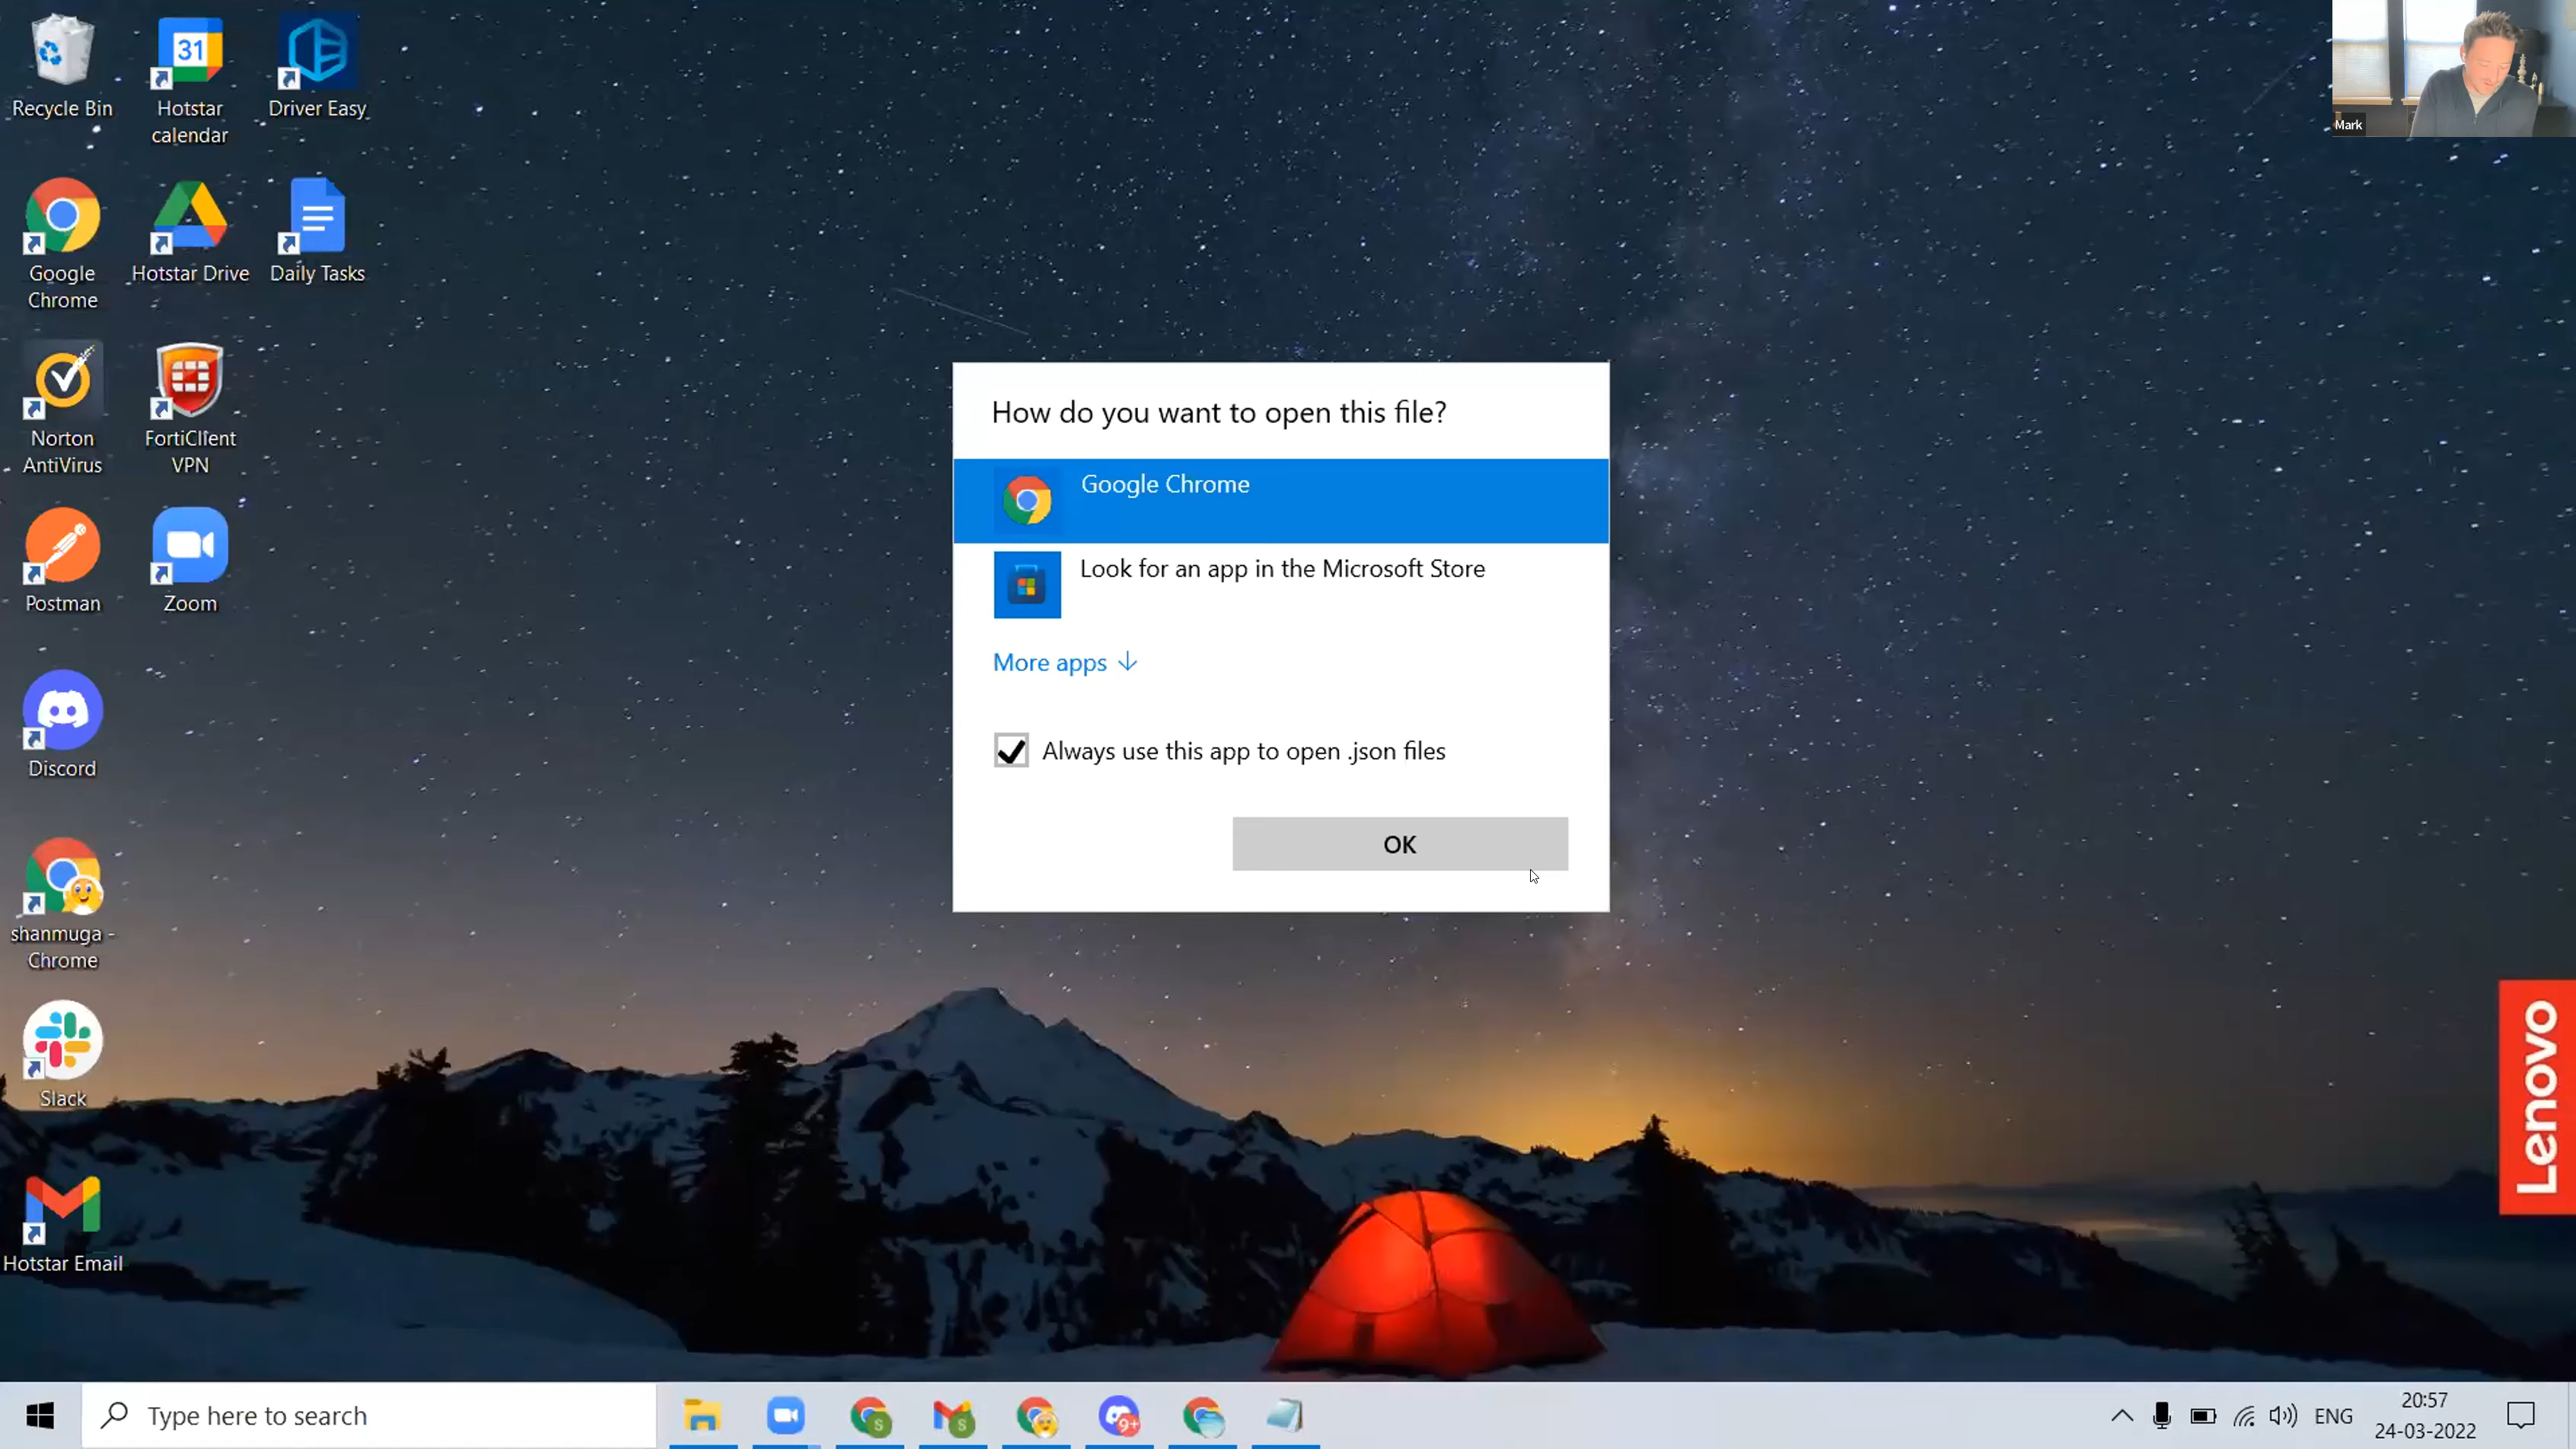 Recycle Bin
Hotstar
calendar
31
Driver Easy
Google
Chrome
Hotstar Drive
Daily Tasks
Norton
AntiVirus
FortiClient
VPN
Postman
Zoom
Discord
shanmuga -
Chrome
Slack
Hotstar Email
Mark
How do you want to open this file?
Google Chrome
Look for an app in the Microsoft Store
More apps
Always use this app to open .json files
OK
Lenovo
Type here to search
S
S
9+
ENG
20:57
24-03-2022